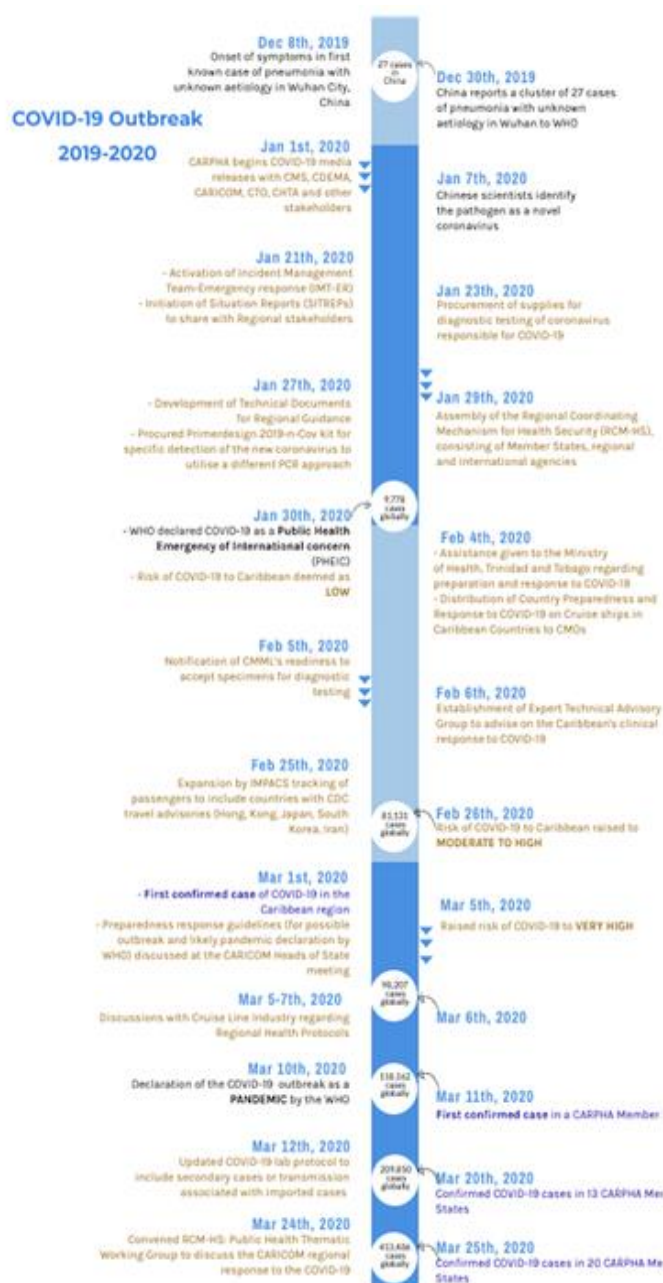 COVID-19 Outbreak
2019-2020
Dec 8th, 2019
Onset of symptoms in first
known case of pneumonia with
unknown aetiology in Wuhan City,
China
27 cases
in
China
Dec 30th, 2019
China reports a cluster of 27 cases
of pneumonia with unknown
aetiology in Wuhan to WHO
Jan 1st, 2020
CARPHA begins COVID-19 media
releases with CMS, CDEMA,
CARICOM, CTO, CHTA and other
stakeholders
Jan 7th, 2020
Chinese scientists identify
the pathogen as a novel
coronavirus
Jan 21th, 2020
- Activation of Incident Management
Team-Emergency response (IMT-ER)
- Initiation of Situation Reports (SITREPs)
to share with Regional stakeholders
Jan 23th, 2020
Procurement of supplies for
diagnostic testing of coronavirus
responsible for COVID-19
Jan 27th, 2020
- Development of Technical Documents
for Regional Guidance
- Procured Primerdesign 2019-n-Cov kit for
specific detection of the new coronavirus to
utilise a different PCR approach
Jan 29th, 2020
Assembly of the Regional Coordinating
Mechanism for Health Security (RCM-HS),
consisting of Member States, regional
and international agencies
9,776
cases
globally
Jan 30th, 2020
- WHO declared COVID-19 as a Public Health
Emergency of International concern
(PHEIC)
- Risk of COVID-19 to Caribbean deemed as
LOW
Feb 4th, 2020
- Assistance given to the Ministry
of Health, Trinidad and Tobago regarding
preparation and response to COVID-19
- Distribution of Country Preparedness and
Response to COVID-19 on Cruise ships in
Caribbean Countries to CMOs
Feb 5th, 2020
Notification of CMML's readiness to
accept specimens for diagnostic
testing
Feb 6th, 2020
Establishment of Expert Technical Advisory
Group to advise on the Caribbean's clinical
response to COVID-19
Feb 25th, 2020
Expansion by IMPACS tracking of
passengers to include countries with CDC
travel advisories (Hong, Kong, Japan, South
Korea, Iran)
cases
globally
Feb 26th, 2020
Risk of COVID-19 to Caribbean raised to
MODERATE TO HIGH
Mar 1st, 2020
- First confirmed case of COVID-19 in the
Caribbean region
- Preparedness response guidelines (for possible
outbreak and likely pandemic declaration by
WHO) discussed at the CARICOM Heads of State
meeting
Mar 5th, 2020
Raised risk of COVID-19 to VERY HIGH
Mar 5-7th, 2020
Discussions with Cruise Line Industry regarding
Regional Health Protocols
cases
globally
Mar 6th, 2020
Mar 10th, 2020
Declaration of the COVID-19 outbreak as a
PANDEMIC by the WHO
cases
globally
Mar 11th, 2020
First confirmed case in a CARPHA Member
Mar 12th, 2020
Updated COVID-19 lab protocol to
include secondary cases or transmission
associated with imported cases
209,850
cases
globally
Mar 20th, 2020
Confirmed COVID-19 cases in 13 CARPHA Me
States
Mar 24th, 2020
Convened RCM-HS: Public Health Thematic
Working Group to discuss the CARICOM regional
response to the COVID-19
cases
globally
Mar 25th, 2020
Confirmed COVID-19 cases in 20 CARPHA Me
States